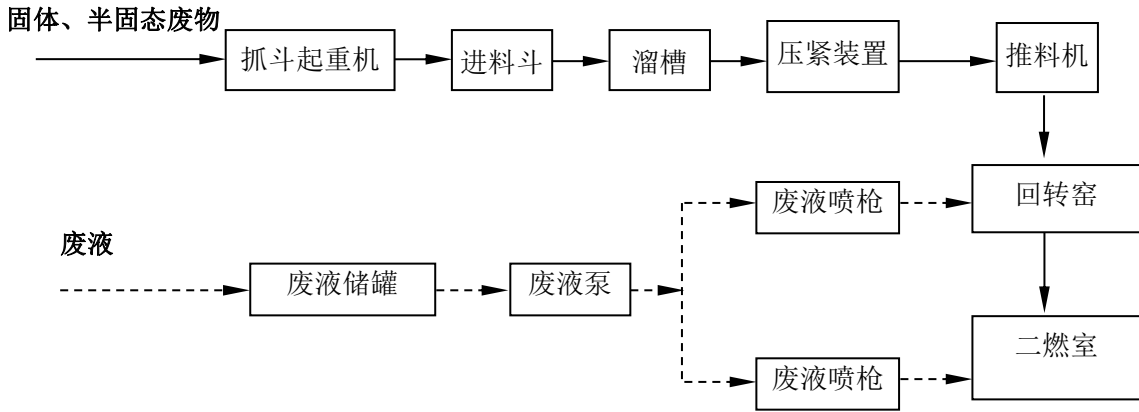 固体、半固态废物
抓斗起重机
进料斗
溜槽
压紧装置
推料机
废液喷枪
回转窑
废液
废液储罐
废液泵
二燃室
废液喷枪